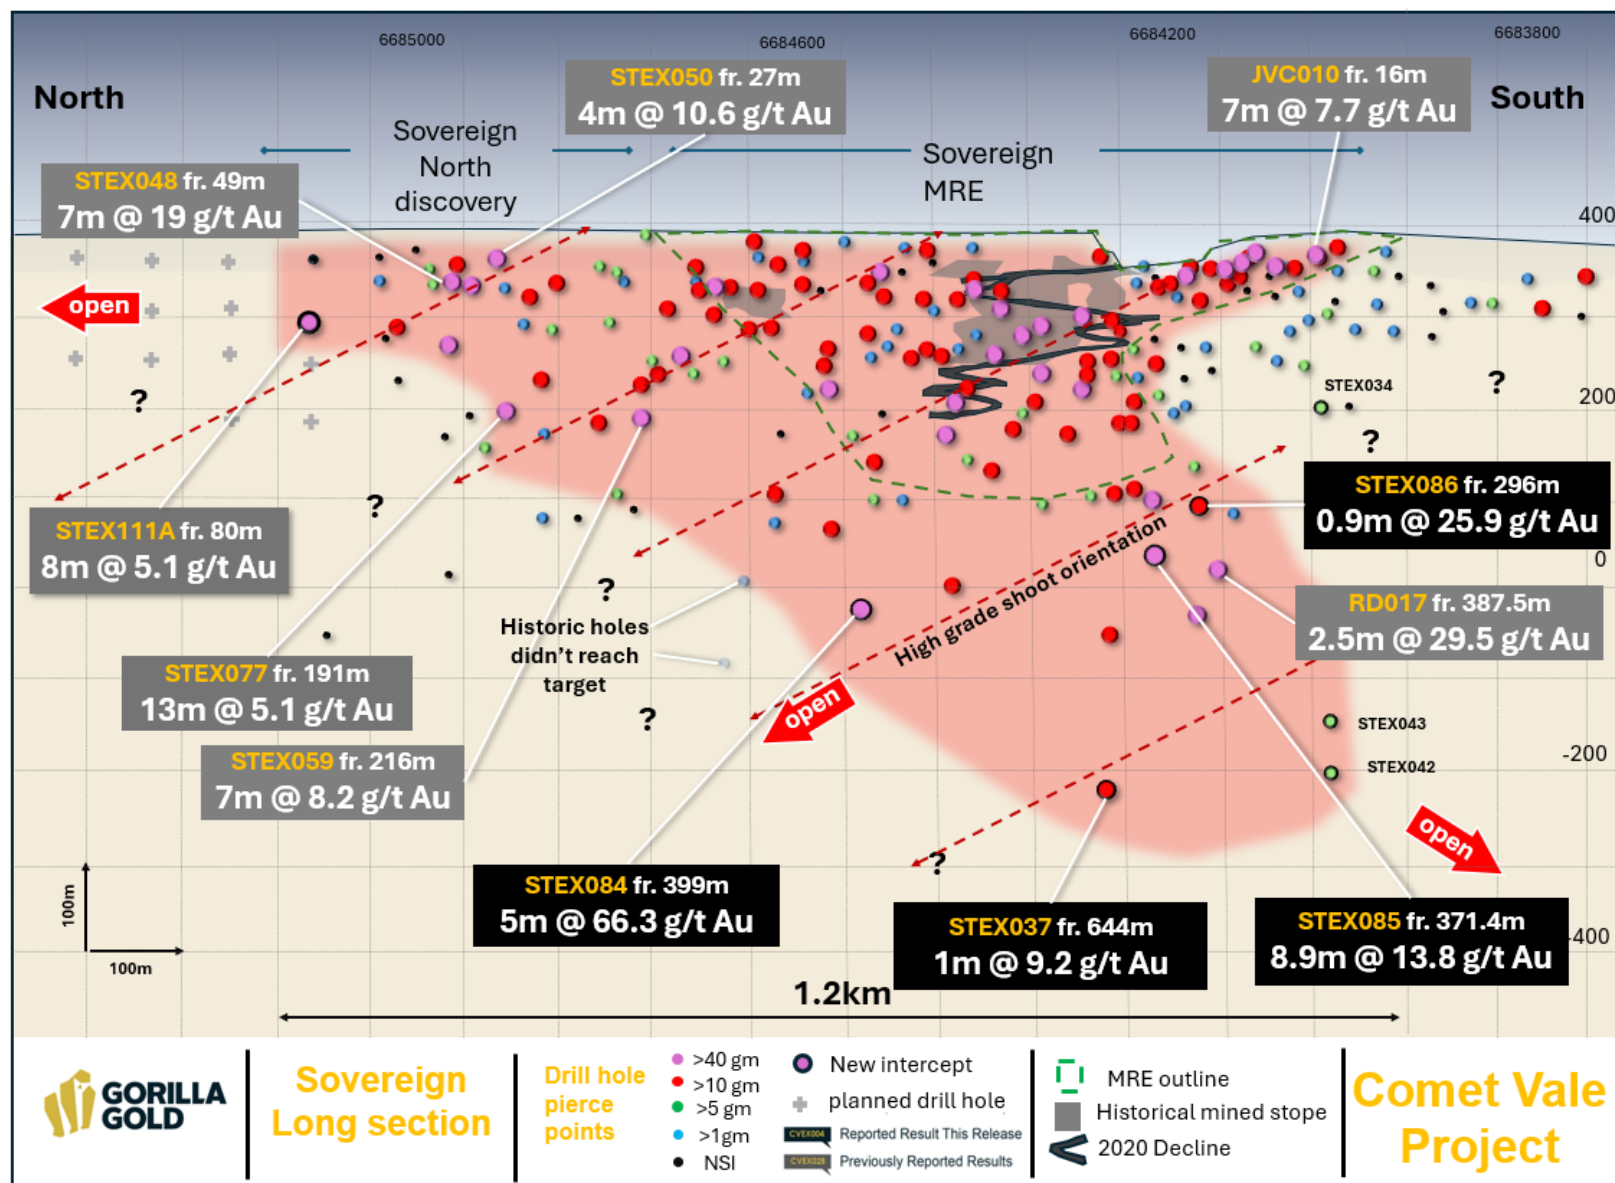 6685000
6684600
6684200
6683800
North
South
STEX050 fr. 27m
4m @ 10.6 g/t Au
JVC010 fr. 16m
7m @ 7.7 g/t Au
Sovereign
North
discovery
Sovereign
MRE
STEX048 fr. 49m
7m @ 19 g/t Au
400
open
?
200
STEX034
?
?
?
STEX086 fr. 296m
0.9m @ 25.9 g/t Au
STEX111A fr. 80m
8m @ 5.1 g/t Au
0
High grade shoot orientation
?
RD017 fr. 387.5m
2.5m @ 29.5 g/t Au
Historic holes
didn't reach
target
STEX077 fr. 191m
13m @ 5.1 g/t Au
?
open
STEX043
STEX042
-200
STEX059 fr. 216m
7m @ 8.2 g/t Au
open
?
STEX084 fr. 399m
5m @ 66.3 g/t Au
STEX037 fr. 644m
1m @ 9.2 g/t Au
STEX085 fr. 371.4m
8.9m @ 13.8 g/t Au
-400
100m
100m
1.2km
GORILLA
GOLD
Sovereign
Long section
Drill hole
pierce
points
>40 gm
>10 gm
>5 gm
>1gm
NSI
New intercept
planned drill hole
CVEX004 Reported Result This Release
CVEX028 Previously Reported Results
MRE outline
Historical mined stope
2020 Decline
Comet Vale
Project